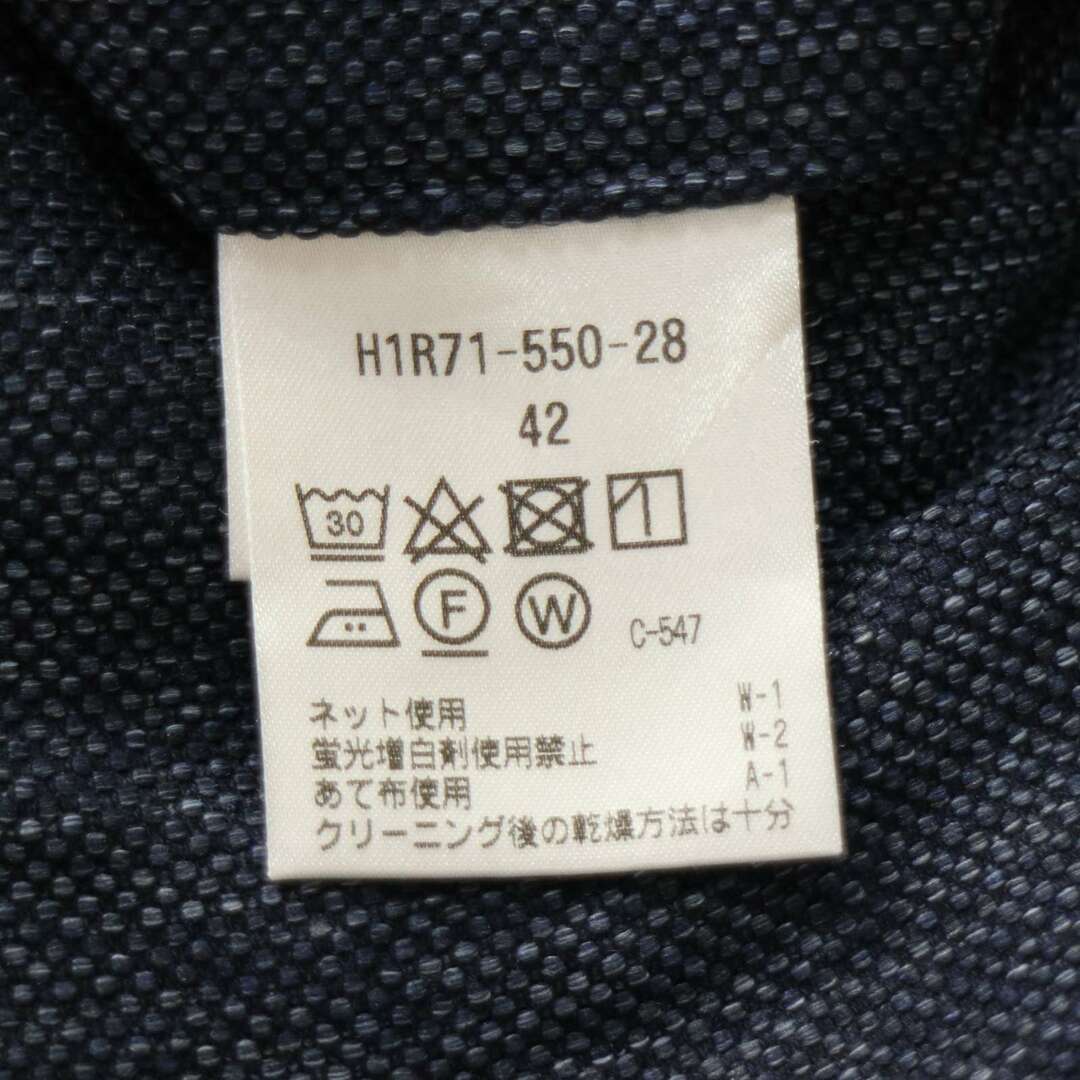 H1R71-550-28
42
30
F W C-547
ネット使用 W-1
蛍光増白剤使用禁止 W-2
あて布使用 A-1
クリーニング後の乾燥方法は十分